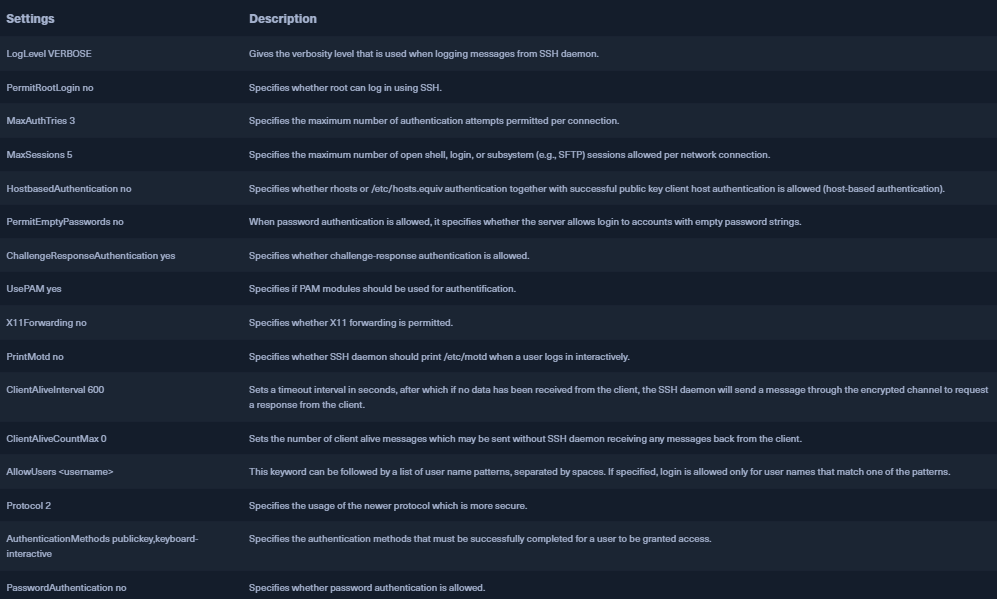 Settings Description
LogLevel VERBOSE Gives the verbosity level that is used when logging messages from SSH daemon.
PermitRootLogin no Specifies whether root can log in using SSH.
MaxAuthTries 3 Specifies the maximum number of authentication attempts permitted per connection.
MaxSessions 5 Specifies the maximum number of open shell, login, or subsystem (e.g., SFTP) sessions allowed per network connection.
HostbasedAuthentication no Specifies whether rhosts or /etc/hosts.equiv authentication together with successful public key client host authentication is allowed (host-based authentication).
PermitEmptyPasswords no When password authentication is allowed, it specifies whether the server allows login to accounts with empty password strings.
ChallengeResponseAuthentication yes Specifies whether challenge-response authentication is allowed.
UsePAM yes Specifies if PAM modules should be used for authentification.
X11Forwarding no Specifies whether X11 forwarding is permitted.
PrintMotd no Specifies whether SSH daemon should print /etc/motd when a user logs in interactively.
ClientAliveInterval 600 Sets a timeout interval in seconds, after which if no data has been received from the client, the SSH daemon will send a message through the encrypted channel to request
a response from the client.
ClientAliveCountMax 0 Sets the number of client alive messages which may be sent without SSH daemon receiving any messages back from the client.
AllowUsers <username> This keyword can be followed by a list of user name patterns, separated by spaces. If specified, login is allowed only for user names that match one of the patterns.
Protocol 2 Specifies the usage of the newer protocol which is more secure.
AuthenticationMethods publickey,keyboard- Specifies the authentication methods that must be successfully completed for a user to be granted access.
interactive
PasswordAuthentication no Specifies whether password authentication is allowed.